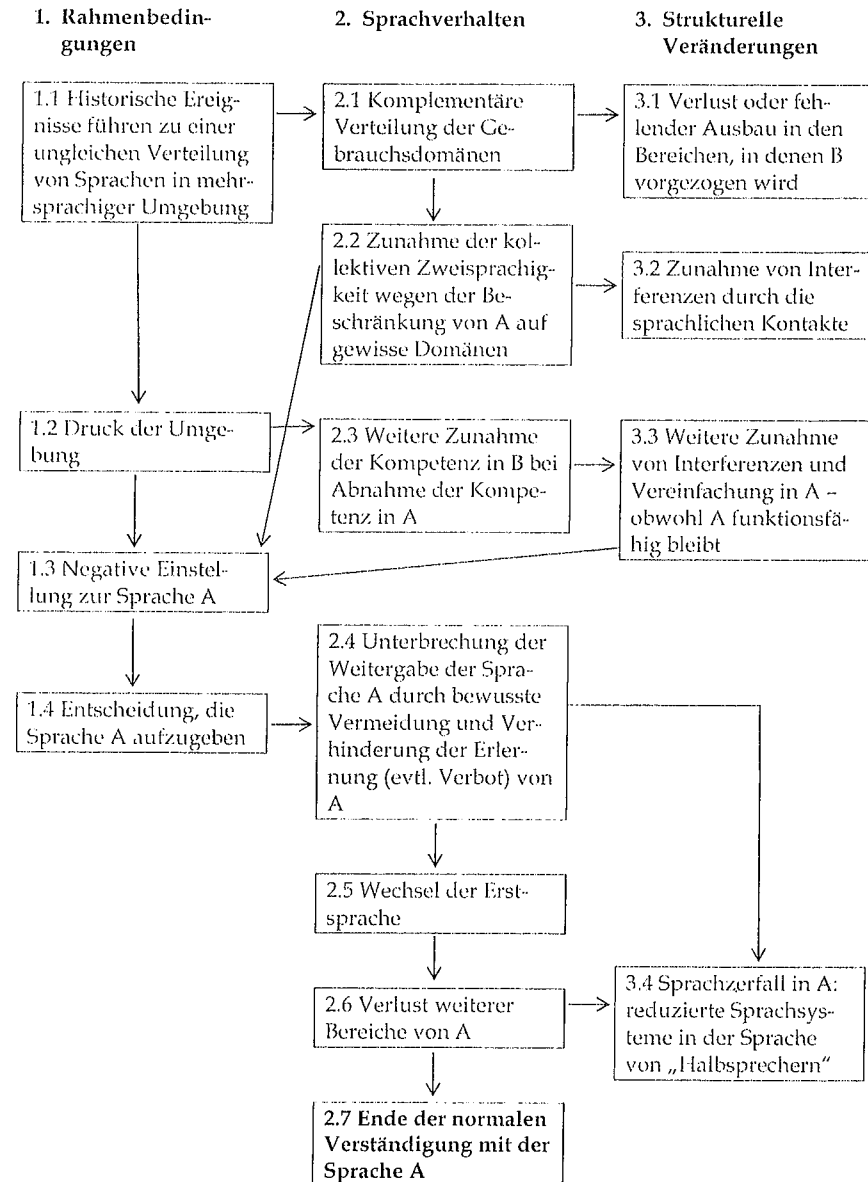 1. Rahmenbedin-
gungen
2. Sprachverhalten
3. Strukturelle
Veränderungen
1.1 Historische Ereig-
nisse führen zu einer
ungleichen Verteilung
von Sprachen in mehr-
sprachiger Umgebung
2.1 Komplementäre
Verteilung der Ge-
brauchsdomänen
3.1 Verlust oder feh-
lender Ausbau in den
Bereichen, in denen B
vorgezogen wird
2.2 Zunahme der kol-
lektiven Zweisprachig-
keit wegen der Be-
schränkung von A auf
gewisse Domänen
3.2 Zunahme von Inter-
ferenzen durch die
sprachlichen Kontakte
1.2 Druck der Umge-
bung
2.3 Weitere Zunahme
der Kompetenz in B bei
Abnahme der Kompe-
tenz in A
3.3 Weitere Zunahme
von Interferenzen und
Vereinfachung in A –
obwohl A funktionsfä-
hig bleibt
1.3 Negative Einstel-
lung zur Sprache A
2.4 Unterbrechung der
Weitergabe der Spra-
che A durch bewusste
Vermeidung und Ver-
hinderung der Erler-
nung (evtl. Verbot) von
A
1.4 Entscheidung, die
Sprache A aufzugeben
2.5 Wechsel der Erst-
sprache
2.6 Verlust weiterer
Bereiche von A
3.4 Sprachzerfall in A:
reduzierte Sprachsys-
teme in der Sprache
von „Halbsprechern“
2.7 Ende der normalen
Verständigung mit der
Sprache A